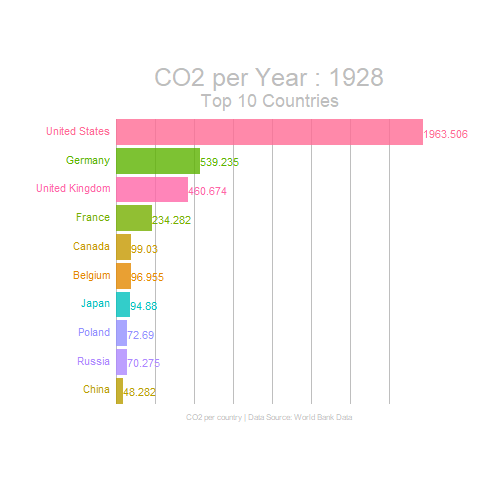 CO2 per Year : 1928
Top 10 Countries
United States 1963.506
Germany 539.235
United Kingdom 460.674
France 234.282
Canada 99.03
Belgium 96.955
Japan 94.88
Poland 72.69
Russia 70.275
China 48.282
CO2 per country | Data Source: World Bank Data